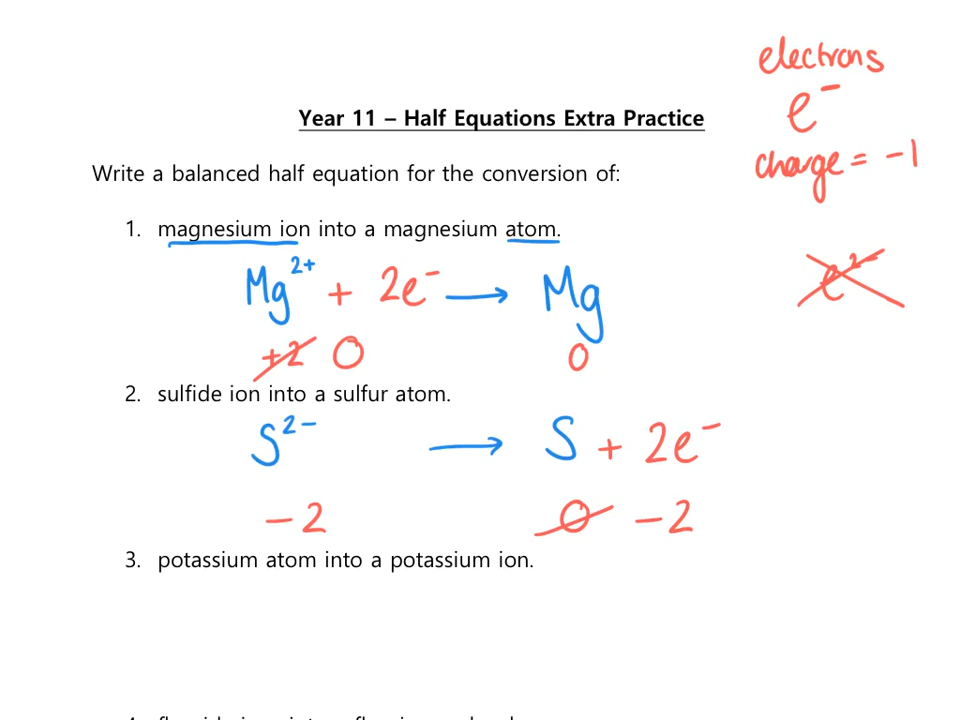 electrons
e⁻
charge = -1
Year 11 – Half Equations Extra Practice
Write a balanced half equation for the conversion of:
1. magnesium ion into a magnesium atom.
Mg²⁺ + 2e⁻ → Mg
e²⁻
+2 0 0
2. sulfide ion into a sulfur atom.
S²⁻ → S + 2e⁻
-2 0 -2
3. potassium atom into a potassium ion.